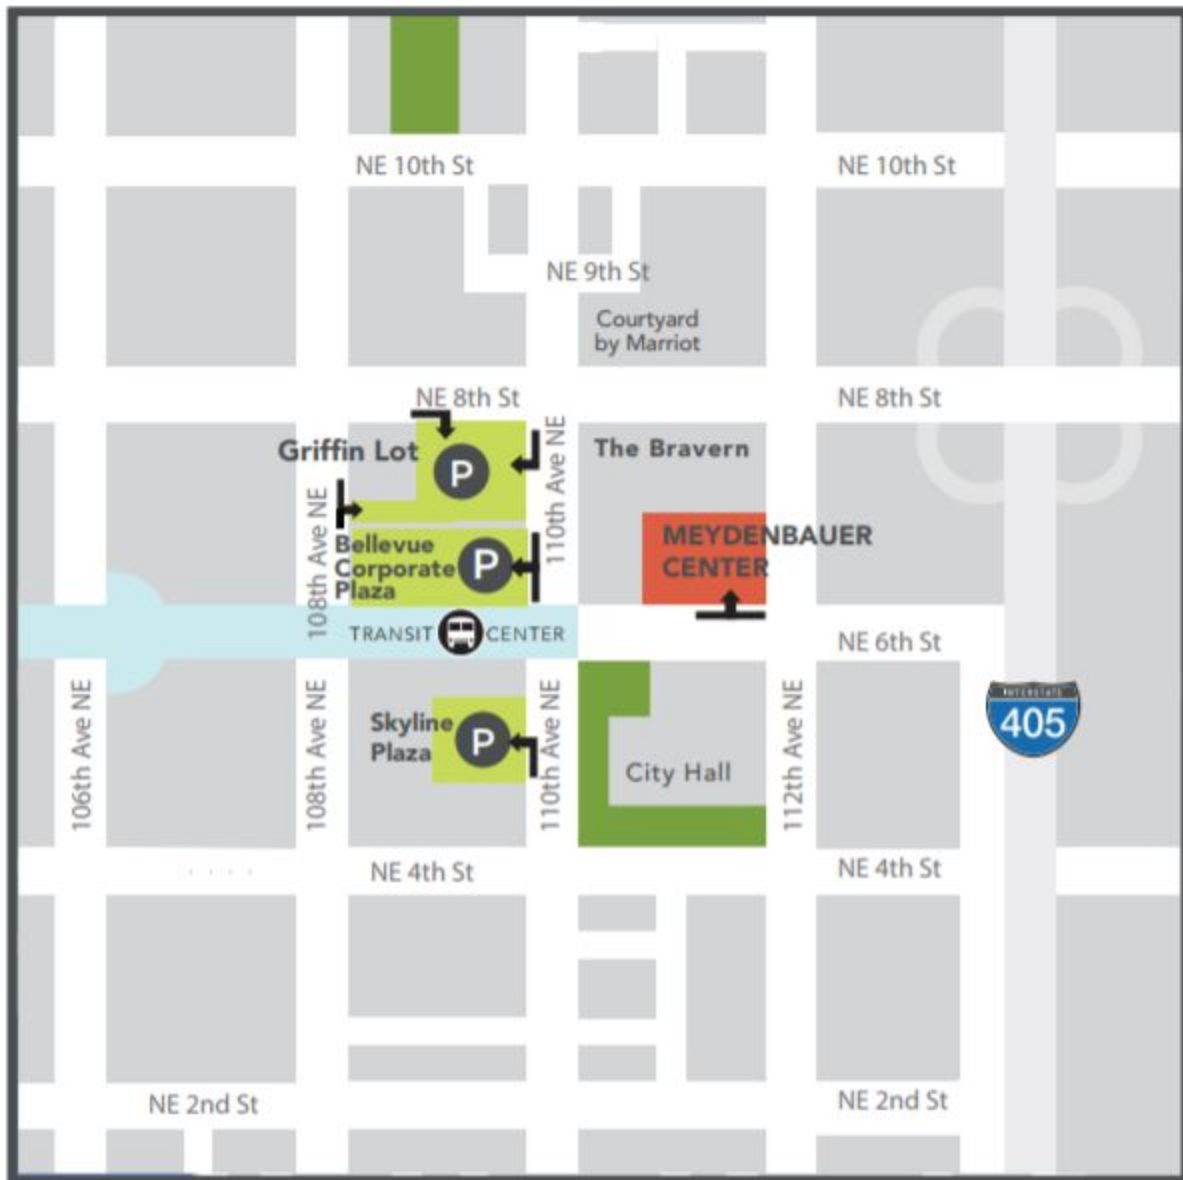 NE 10th St
NE 10th St
NE 9th St
Courtyard
by Marriot
NE 8th St
NE 8th St
Griffin Lot
P
110th Ave NE
The Bravern
108th Ave NE
Bellevue
Corporate
Plaza
P
MEYDENBAUER
CENTER
TRANSIT CENTER
NE 6th St
106th Ave NE
108th Ave NE
Skyline
Plaza
P
110th Ave NE
City Hall
112th Ave NE
INTERSTATE
405
NE 4th St
NE 4th St
NE 2nd St
NE 2nd St